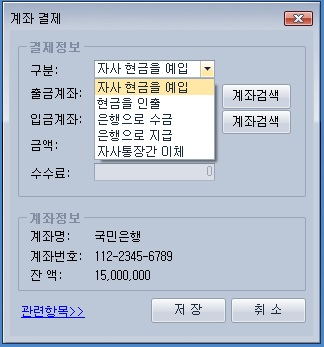 계좌 결제
결제정보
구분: 자사 현금을 예입
자사 현금을 예입
현금을 인출
은행으로 수금
은행으로 지급
자사통장간 이체
출금계좌: 계좌검색
입금계좌: 계좌검색
금액:
수수료: 0
계좌정보
계좌명: 국민은행
계좌번호: 112-2345-6789
잔 액: 15,000,000
관련항목>> 저 장 취 소